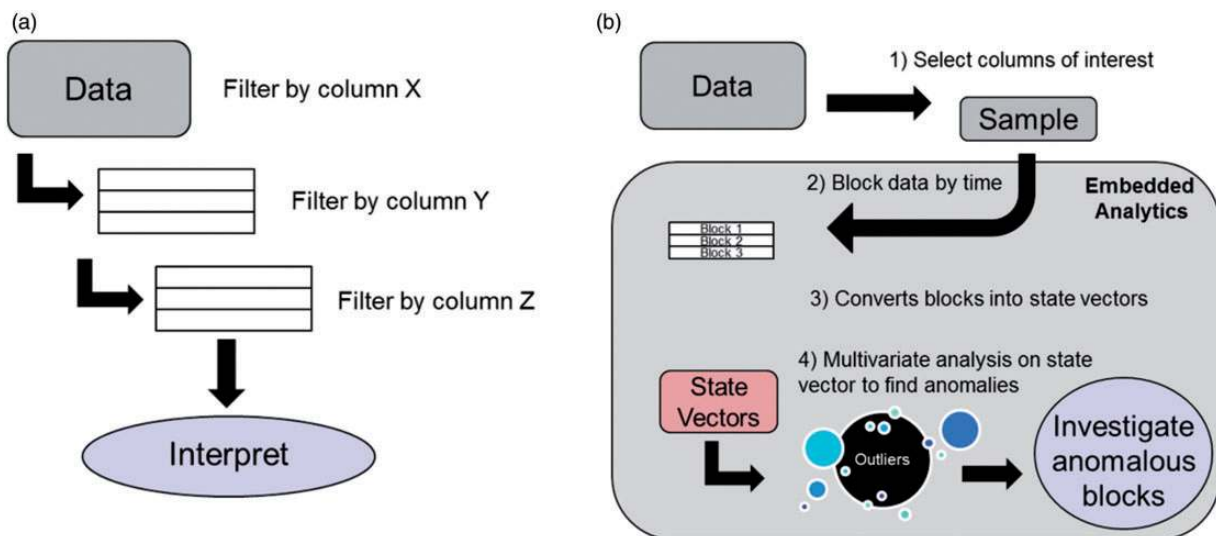 (a)
Data
Filter by column X
Filter by column Y
Filter by column Z
Interpret
(b)
Data
1) Select columns of interest
Sample
2) Block data by time
Embedded
Analytics
Block 1
Block 2
Block 3
3) Converts blocks into state vectors
4) Multivariate analysis on state
vector to find anomalies
State
Vectors
Outliers
Investigate
anomalous
blocks